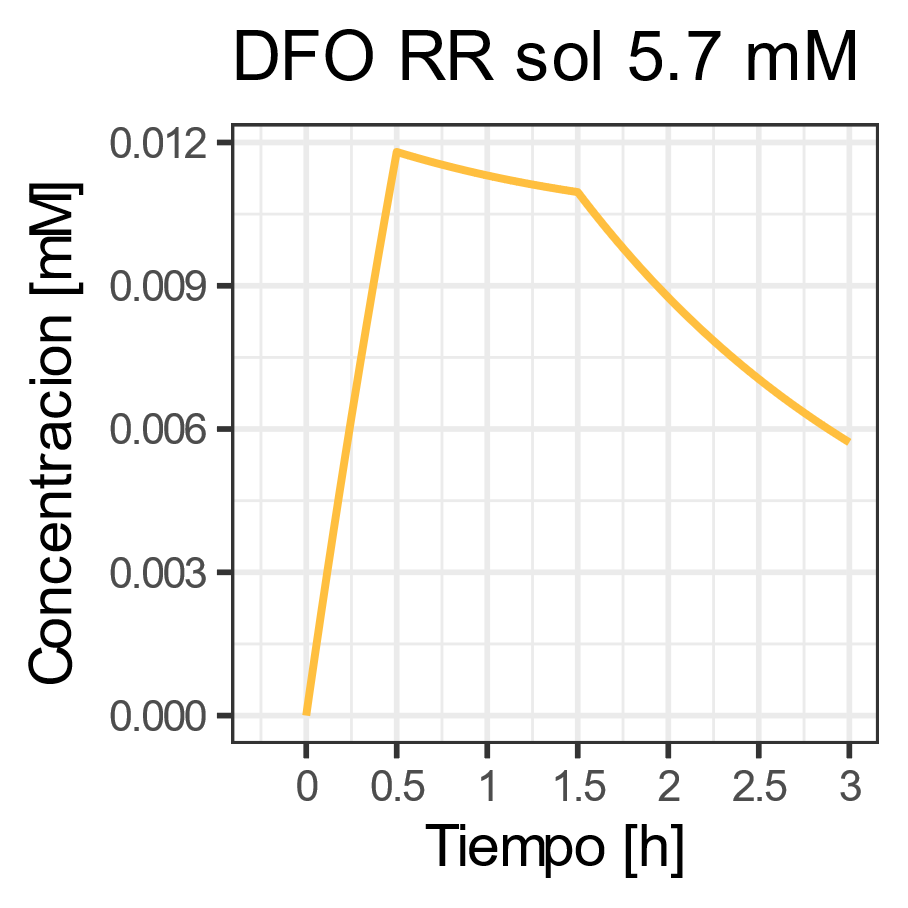 DFO RR sol 5.7 mM
Concentracion [mM]
0.012
0.009
0.006
0.003
0.000
0 0.5 1 1.5 2 2.5 3
Tiempo [h]